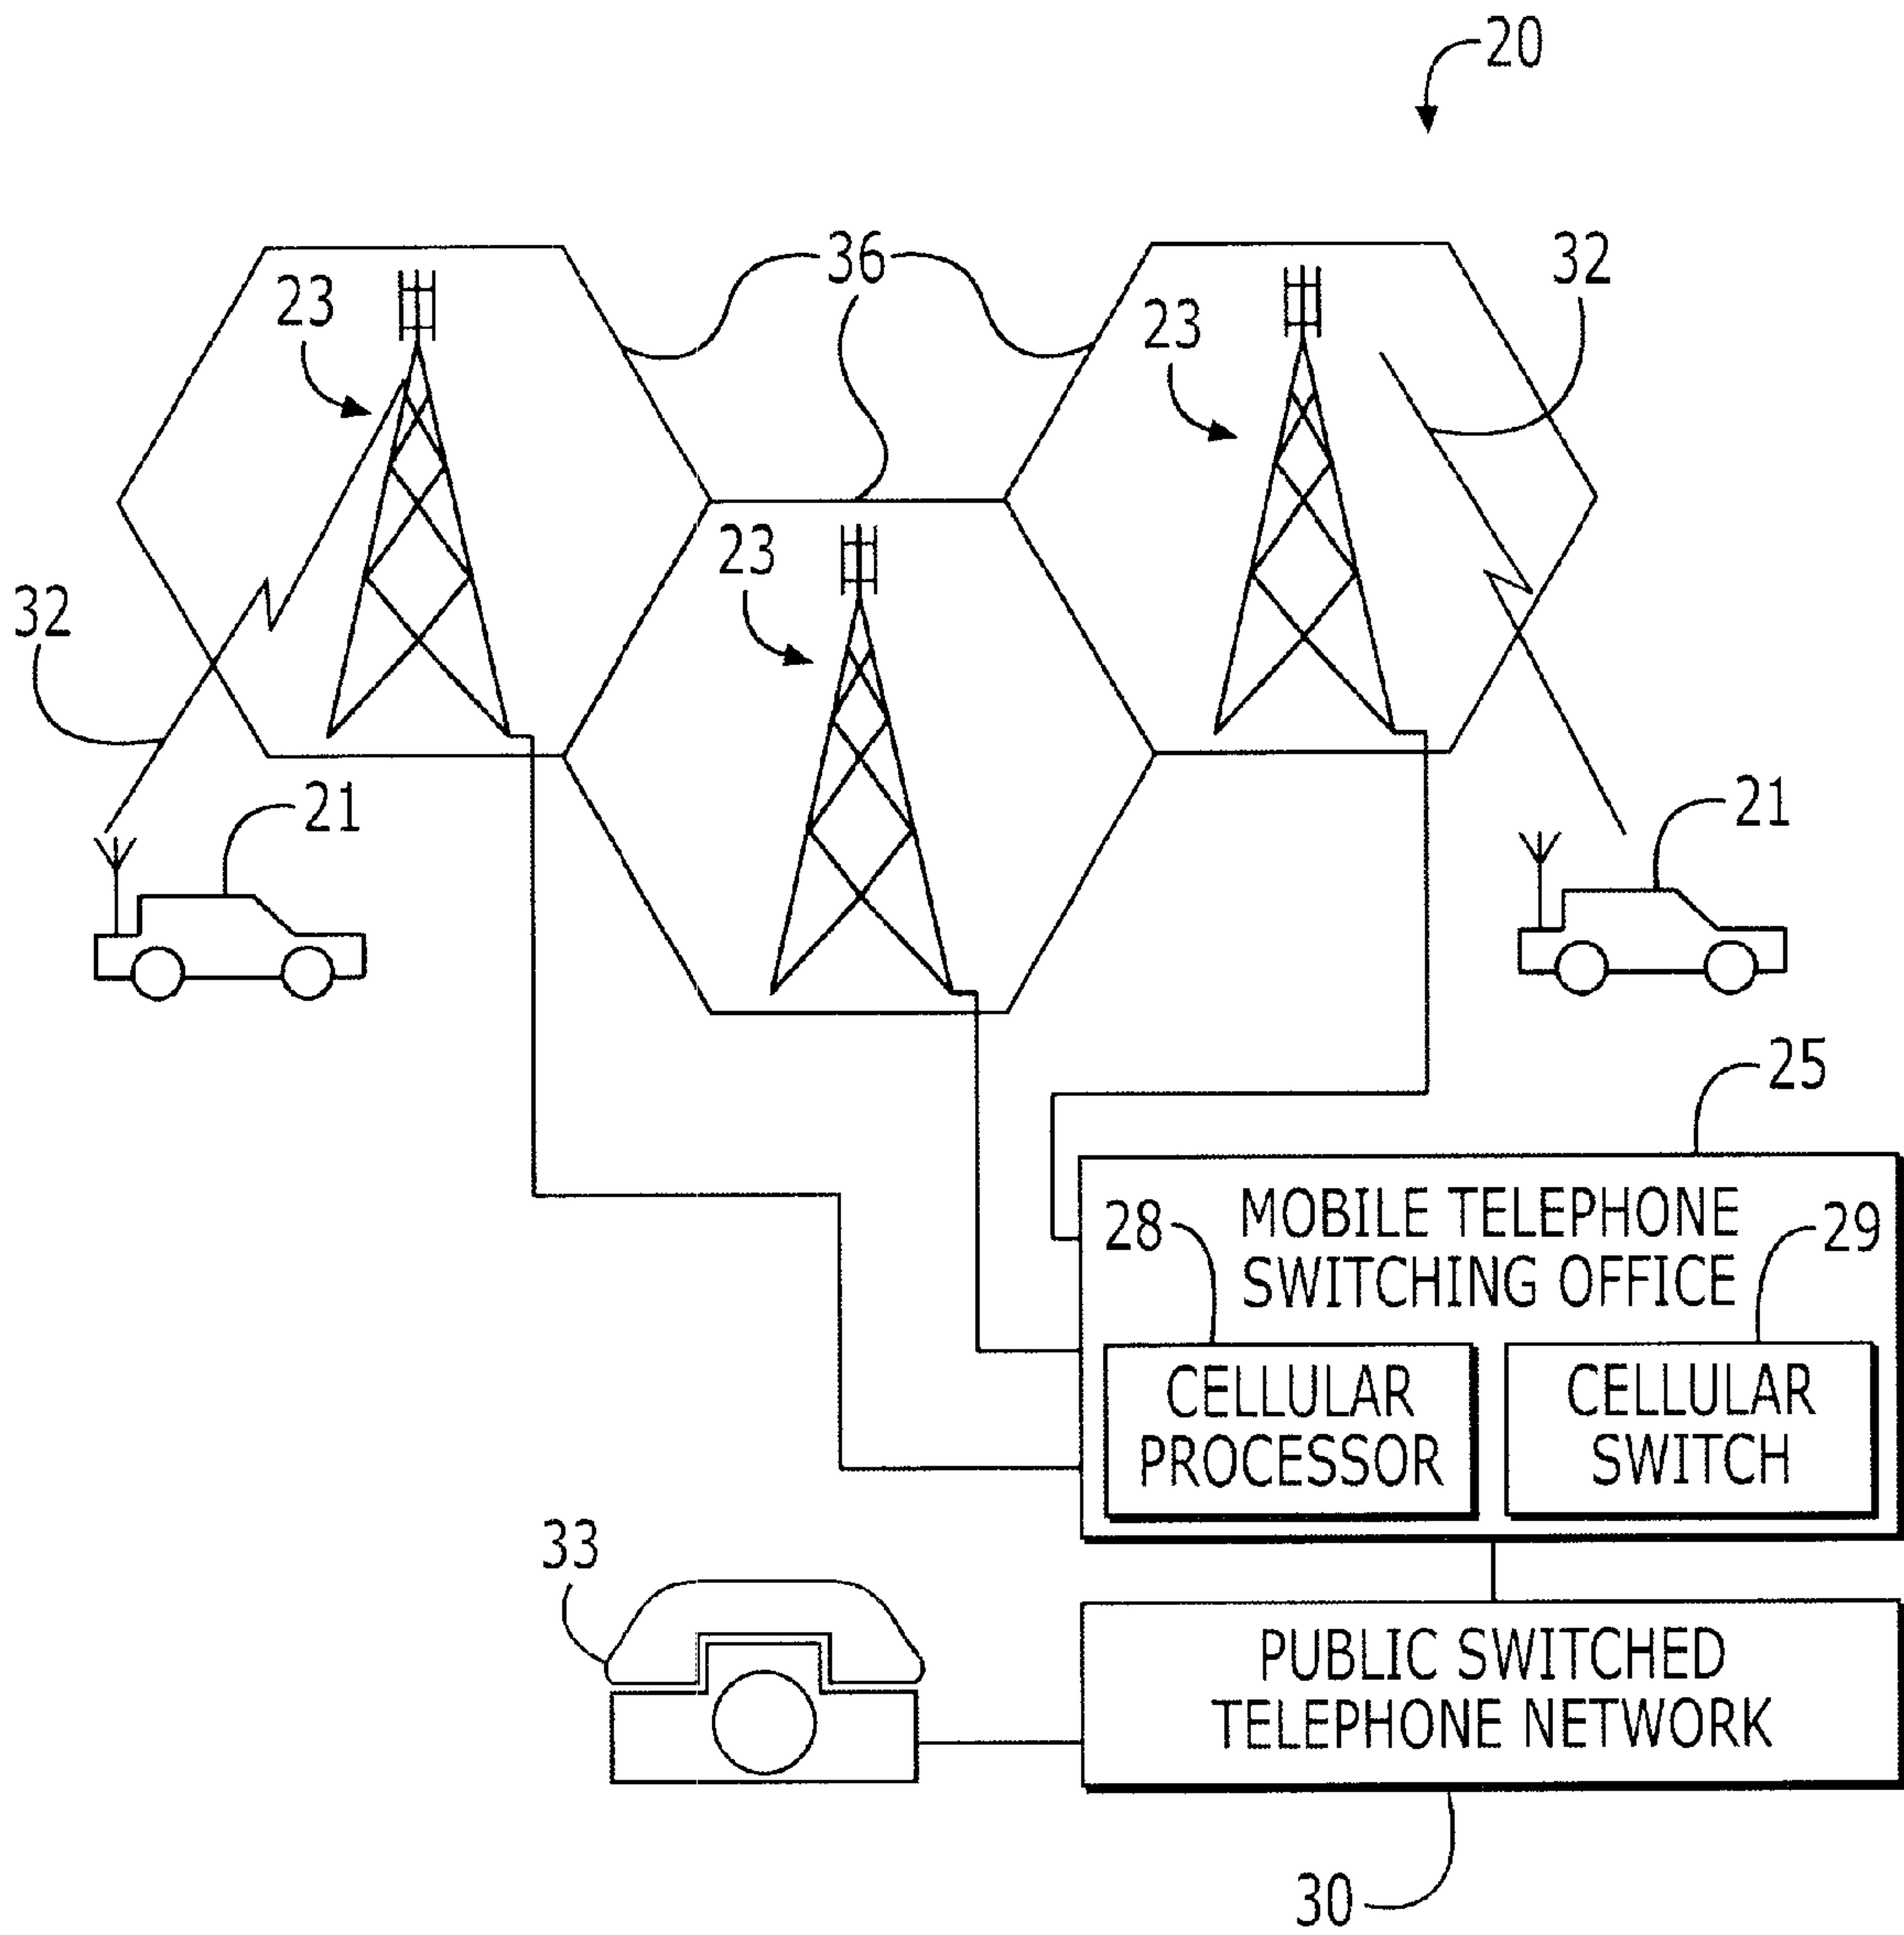 20
36
32
23
23
23
32
21
21
25
MOBILE TELEPHONE
SWITCHING OFFICE
28
29
CELLULAR
PROCESSOR
CELLULAR
SWITCH
33
PUBLIC SWITCHED
TELEPHONE NETWORK
30